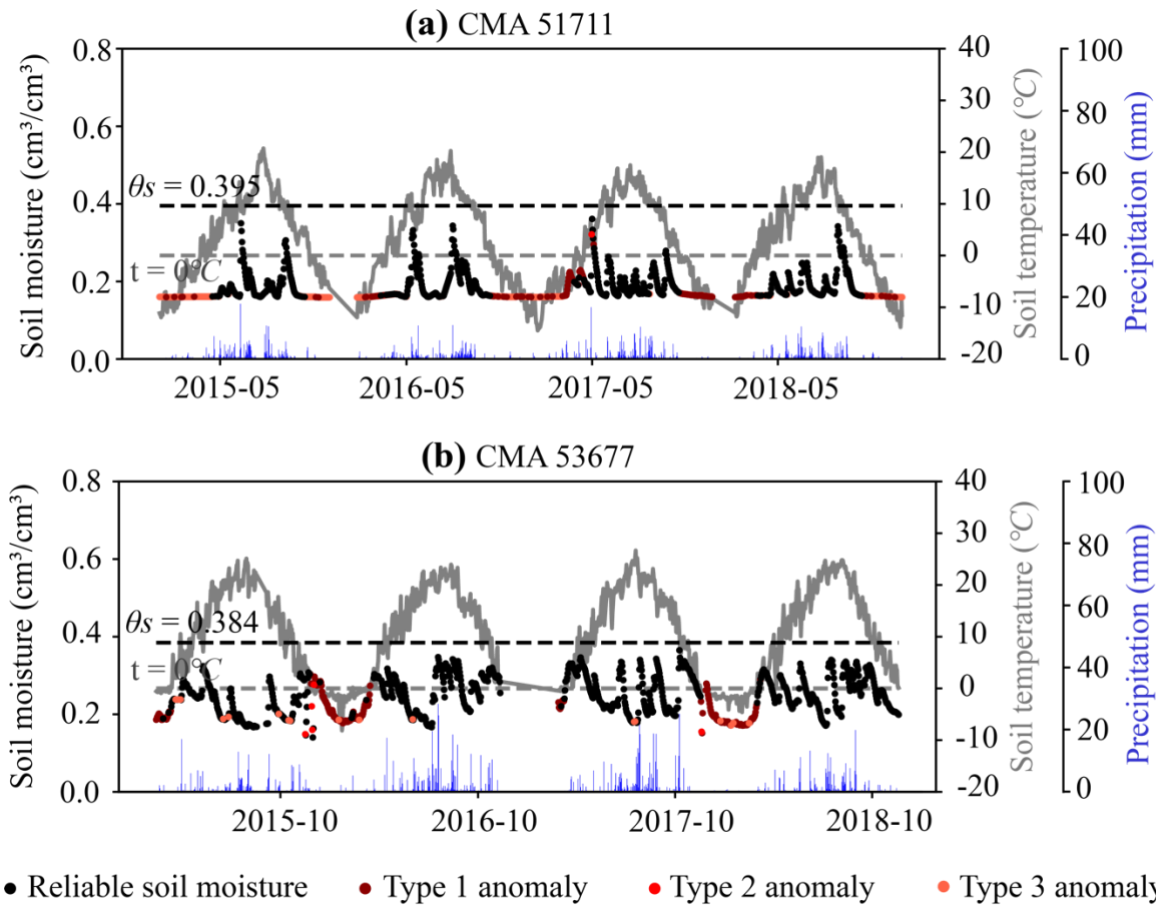 (a) CMA 51711
Soil moisture (cm³/cm³)
0.8
0.6
0.4
0.2
0.0
θs = 0.395
t = 0°C
40
30
20
10
0
-10
-20
Soil temperature (°C)
100
80
60
40
20
0
Precipitation (mm)
2015-05 2016-05 2017-05 2018-05
(b) CMA 53677
Soil moisture (cm³/cm³)
0.8
0.6
0.4
0.2
0.0
θs = 0.384
t = 0°C
40
30
20
10
0
-10
-20
Soil temperature (°C)
100
80
60
40
20
0
Precipitation (mm)
2015-10 2016-10 2017-10 2018-10
Reliable soil moisture Type 1 anomaly Type 2 anomaly Type 3 anomaly